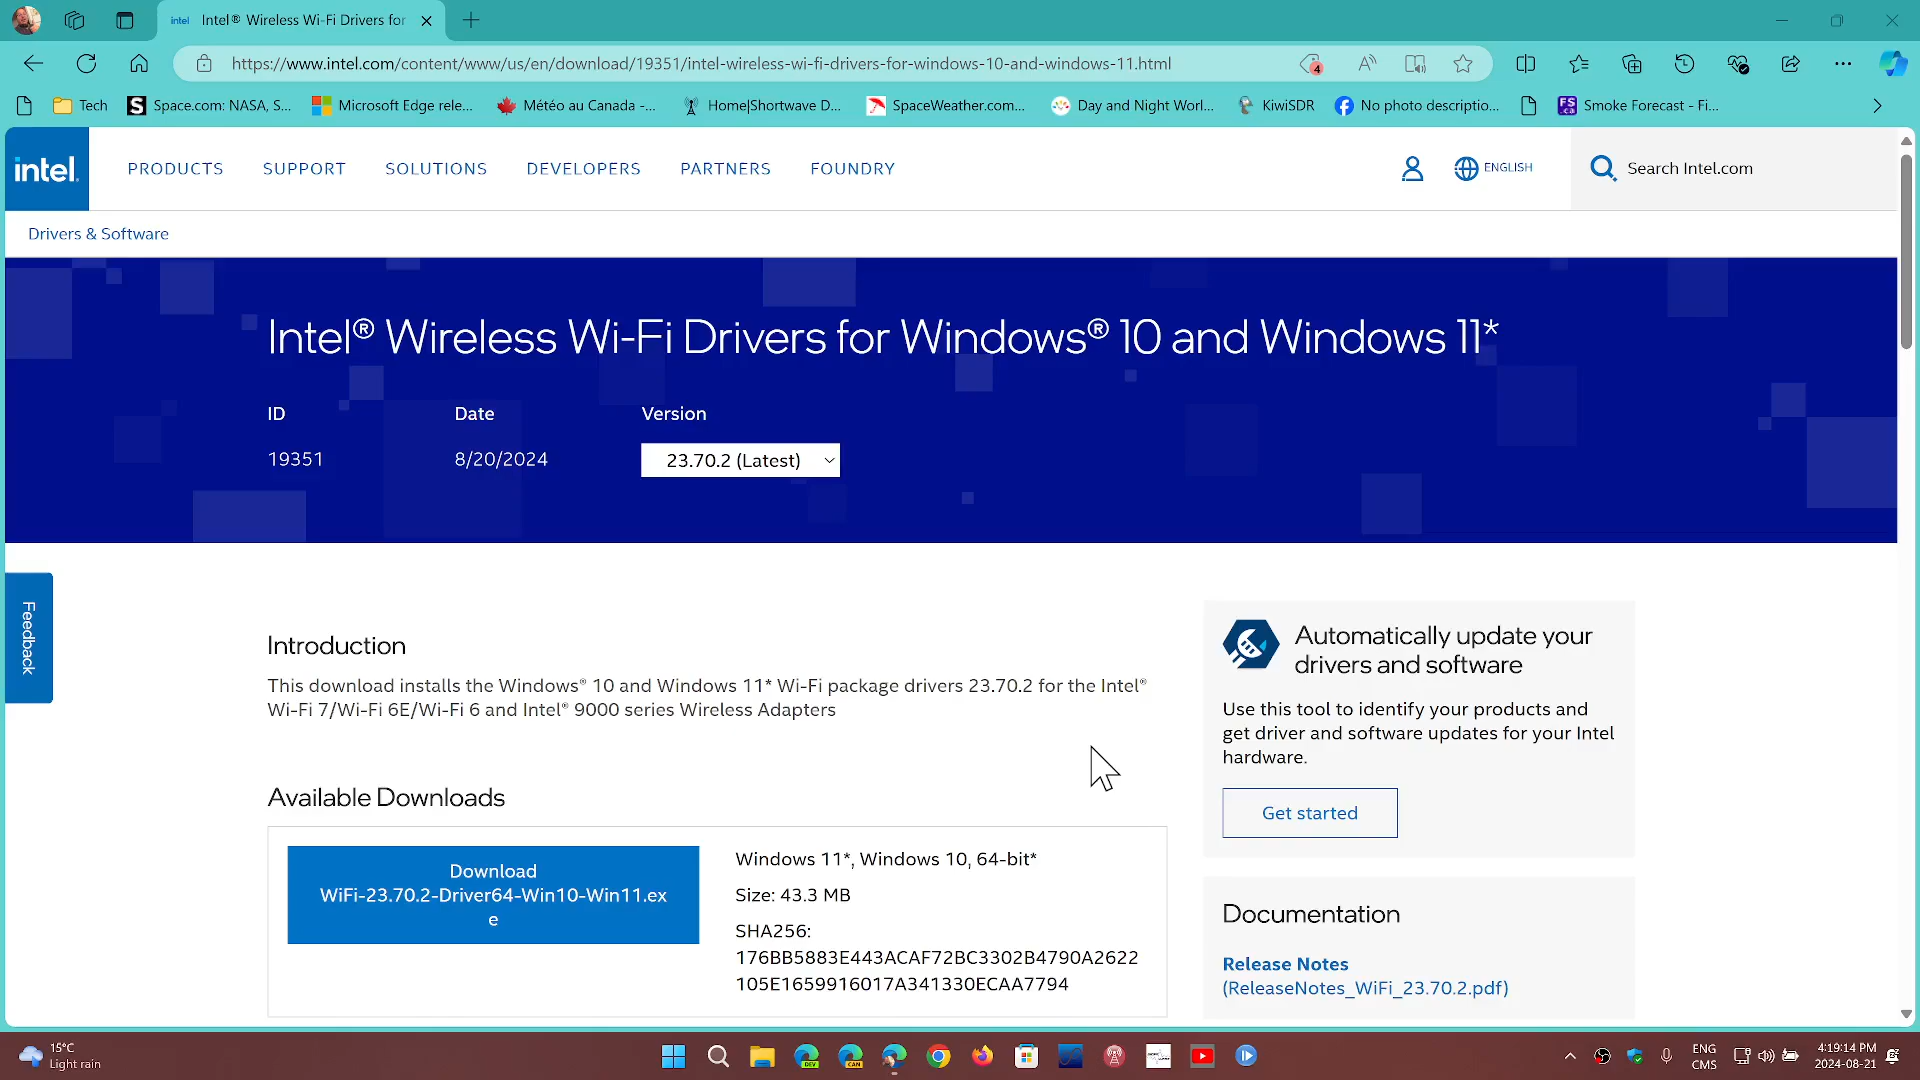 intel Intel® Wireless Wi-Fi Drivers for
https://www.intel.com/content/www/us/en/download/19351/intel-wireless-wi-fi-drivers-for-windows-10-and-windows-11.html 4
Tech Space.com: NASA, S... Microsoft Edge rele... Météo au Canada -... Home|Shortwave D... SpaceWeather.com... Day and Night Worl... KiwiSDR No photo descriptio... Smoke Forecast - Fi...
intel. PRODUCTS SUPPORT SOLUTIONS DEVELOPERS PARTNERS FOUNDRY ENGLISH Search Intel.com
Drivers & Software
Intel® Wireless Wi-Fi Drivers for Windows® 10 and Windows 11*
ID Date Version
19351 8/20/2024 23.70.2 (Latest)
Feedback
Introduction
This download installs the Windows® 10 and Windows 11* Wi-Fi package drivers 23.70.2 for the Intel®
Wi-Fi 7/Wi-Fi 6E/Wi-Fi 6 and Intel® 9000 series Wireless Adapters
Available Downloads
Download
WiFi-23.70.2-Driver64-Win10-Win11.ex
e
Windows 11*, Windows 10, 64-bit*
Size: 43.3 MB
SHA256:
176BB5883E443ACAF72BC3302B4790A2622
105E1659916017A341330ECAA7794
Automatically update your
drivers and software
Use this tool to identify your products and
get driver and software updates for your Intel
hardware.
Get started
Documentation
Release Notes
(ReleaseNotes_WiFi_23.70.2.pdf)
15°C
Light rain
DEV CAN
ENG
CMS
4:19:14 PM
2024-08-21